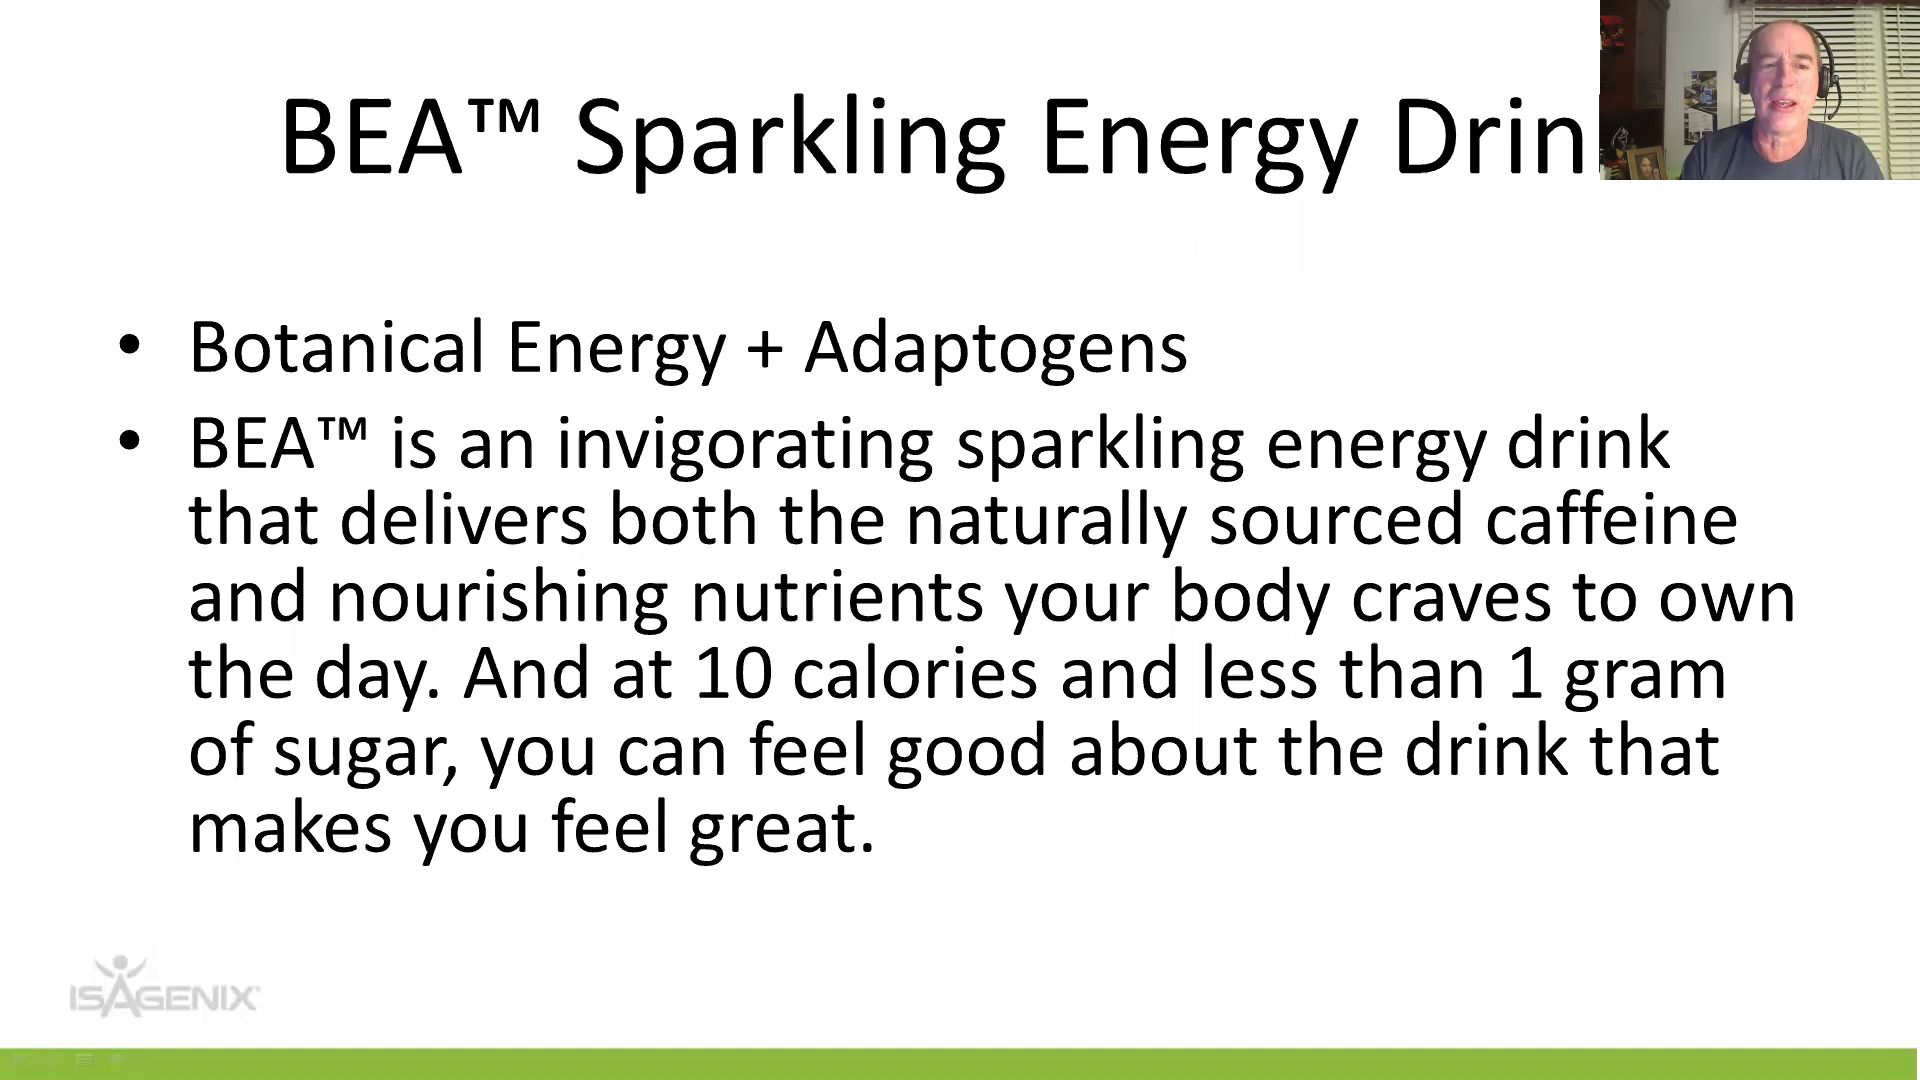 BEA™ Sparkling Energy Drin
• Botanical Energy + Adaptogens
• BEA™ is an invigorating sparkling energy drink
that delivers both the naturally sourced caffeine
and nourishing nutrients your body craves to own
the day. And at 10 calories and less than 1 gram
of sugar, you can feel good about the drink that
makes you feel great.
ISAGENIX